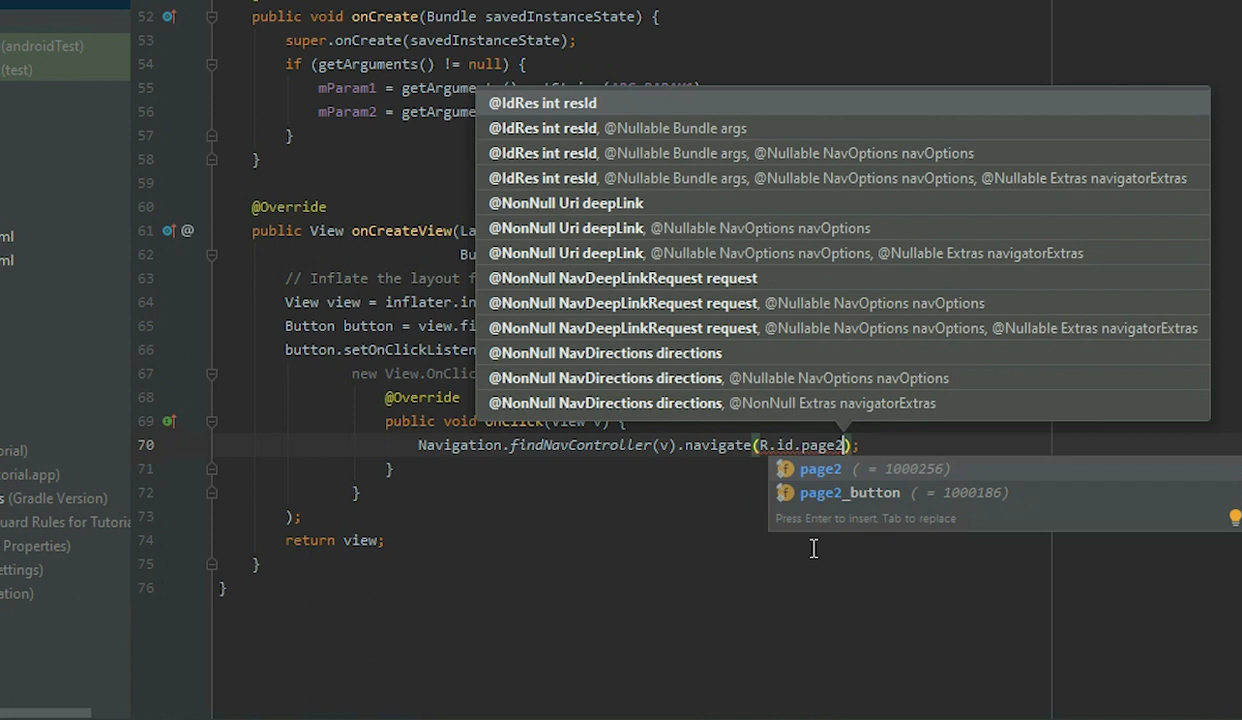 52 public void onCreate(Bundle savedInstanceState) {
(androidTest) 53 super.onCreate(savedInstanceState);
(test) 54 if (getArguments() != null) {
55 mParam1 = getArgume
56 mParam2 = getArgume
57 }
58 }
59
60 @Override
61 @ public View onCreateView(La
62 Bu
63 // Inflate the layout f
64 View view = inflater.in
65 Button button = view.fi
66 button.setOnClickListen
67 new View.OnClic
68 @Override
69 public void onClick(View v) {
70 Navigation.findNavController(v).navigate(R.id.page2);
71 }
72 }
73 );
74 return view;
75 }
76 }
@IdRes int resId
@IdRes int resId, @Nullable Bundle args
@IdRes int resId, @Nullable Bundle args, @Nullable NavOptions navOptions
@IdRes int resId, @Nullable Bundle args, @Nullable NavOptions navOptions, @Nullable Extras navigatorExtras
@NonNull Uri deepLink
@NonNull Uri deepLink, @Nullable NavOptions navOptions
@NonNull Uri deepLink, @Nullable NavOptions navOptions, @Nullable Extras navigatorExtras
@NonNull NavDeepLinkRequest request
@NonNull NavDeepLinkRequest request, @Nullable NavOptions navOptions
@NonNull NavDeepLinkRequest request, @Nullable NavOptions navOptions, @Nullable Extras navigatorExtras
@NonNull NavDirections directions
@NonNull NavDirections directions, @Nullable NavOptions navOptions
@NonNull NavDirections directions, @NonNull Extras navigatorExtras
page2 ( = 1000256)
page2_button ( = 1000186)
Press Enter to insert, Tab to replace
ml
ml
orial)
torial.app)
s (Gradle Version)
uard Rules for Tutoria
Properties)
ettings)
ation)